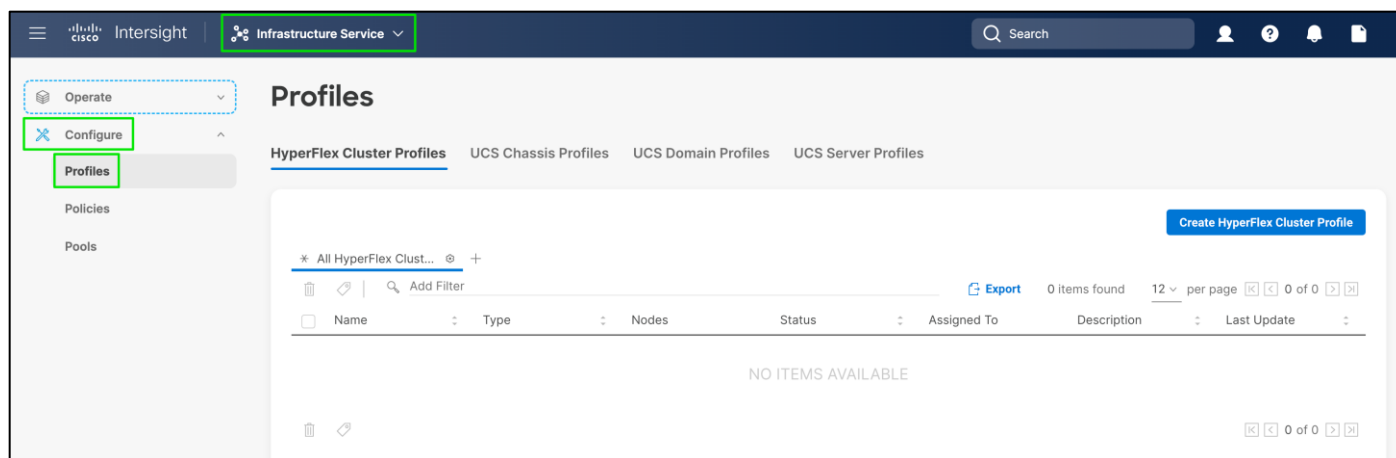 cisco Intersight Infrastructure Service Search
Operate
Configure
Profiles
Policies
Pools
Profiles
HyperFlex Cluster Profiles UCS Chassis Profiles UCS Domain Profiles UCS Server Profiles
Create HyperFlex Cluster Profile
All HyperFlex Clust... +
Add Filter Export 0 items found 12 per page 0 of 0
Name Type Nodes Status Assigned To Description Last Update
NO ITEMS AVAILABLE
0 of 0